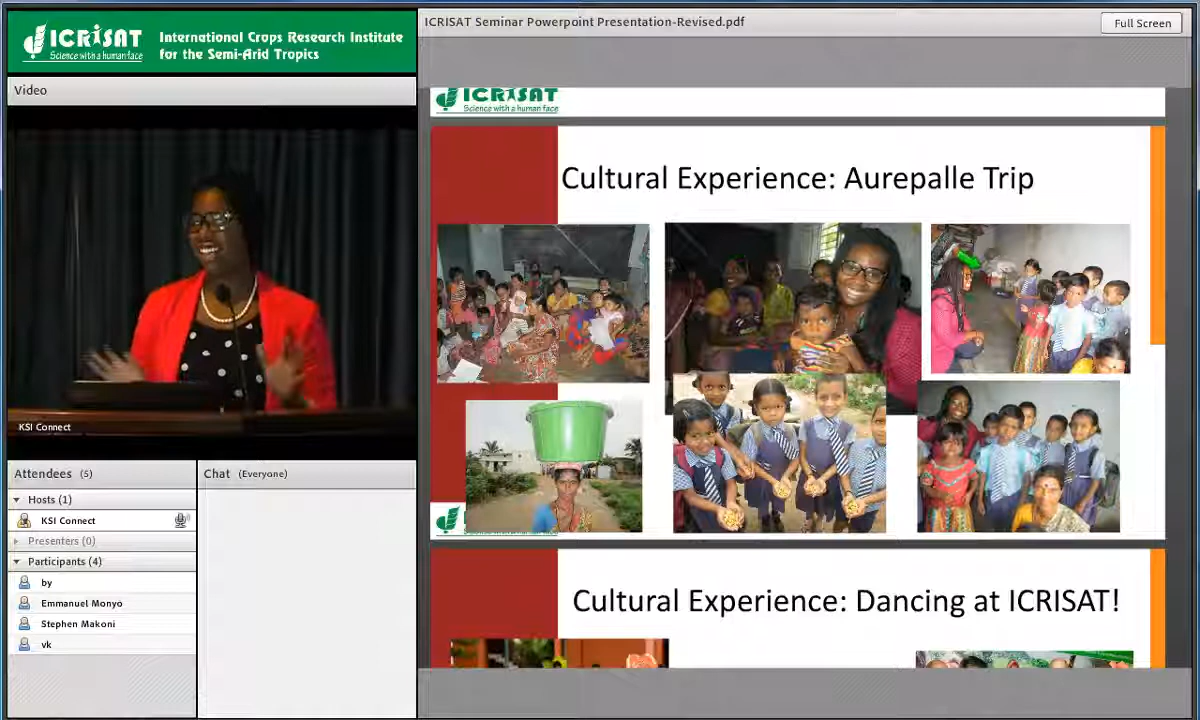 ICRISAT
Science with a human face
International Crops Research Institute
for the Semi-Arid Tropics
Video
KSI Connect
Attendees (5)
Hosts (1)
KSI Connect
Presenters (0)
Participants (4)
by
Emmanuel Monyo
Stephen Makoni
vk
Chat (Everyone)
ICRISAT Seminar Powerpoint Presentation-Revised.pdf
Full Screen
ICRISAT
Science with a human face
Cultural Experience: Aurepalle Trip
Cultural Experience: Dancing at ICRISAT!